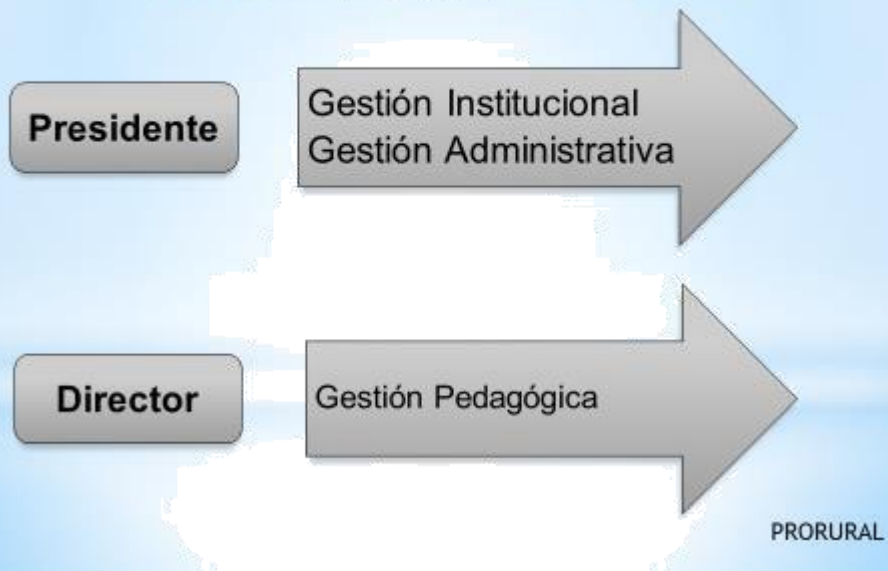 Presidente
Gestión Institucional
Gestión Administrativa
Director
Gestión Pedagógica
PRORURAL